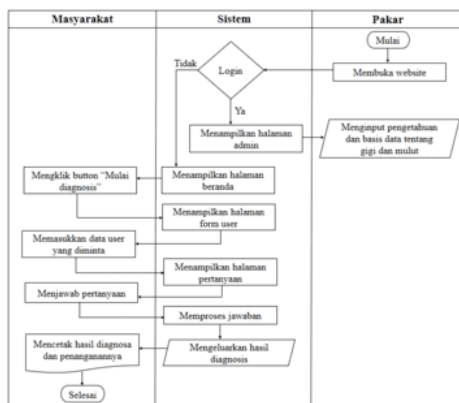 Masyarakat
Sistem
Pakar
Mulai
Tidak
Login
Membuka website
Ya
Menampilkan halaman
admin
Menginput pengetahuan
dan basis data tentang
gigi dan mulut
Mengklik button "Mulai
diagnosis"
Menampilkan halaman
beranda
Menampilkan halaman
form user
Memasukkan data user
yang diminta
Menampilkan halaman
pertanyaan
Menjawab pertanyaan
Memproses jawaban
Mencetak hasil diagnosa
dan penanganannya
Mengeluarkan hasil
diagnosis
Selesai